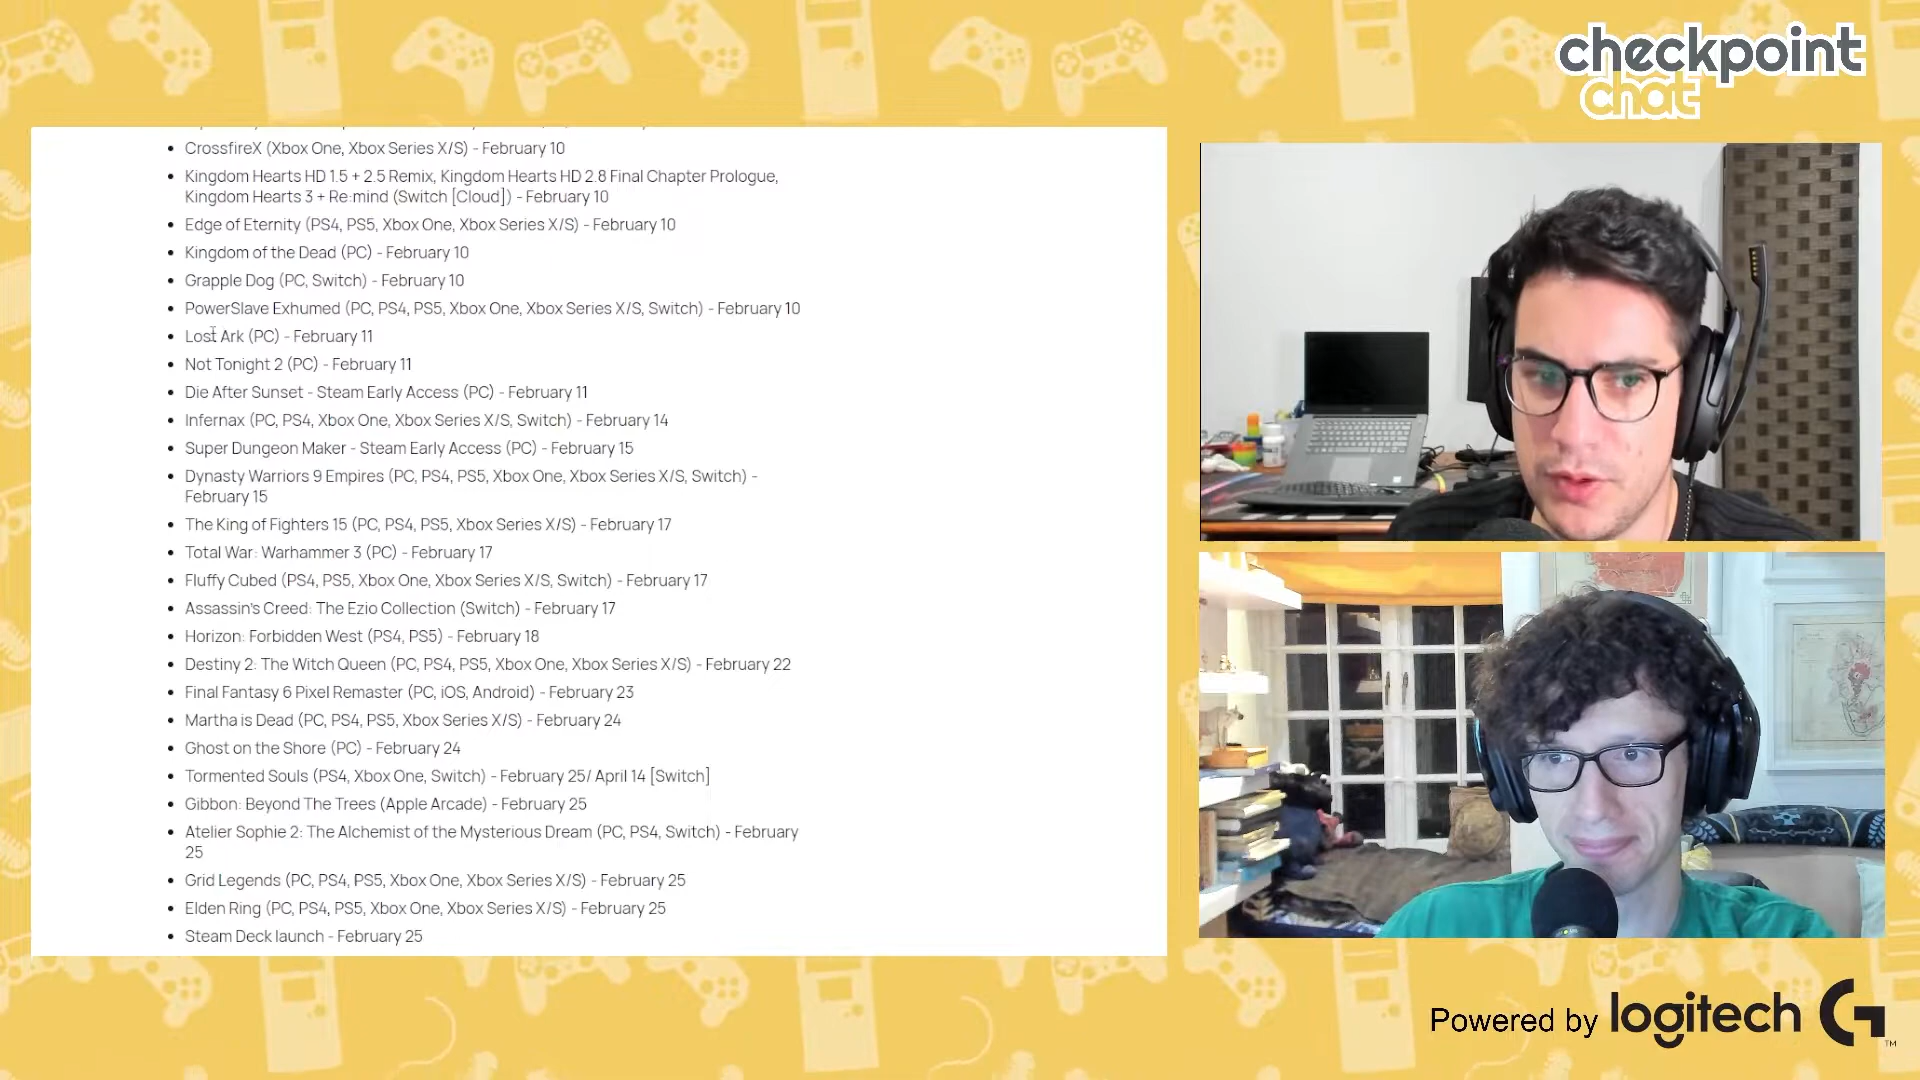 checkpoint
chat
• CrossfireX (Xbox One, Xbox Series X/S) - February 10
• Kingdom Hearts HD 1.5 + 2.5 Remix, Kingdom Hearts HD 2.8 Final Chapter Prologue,
Kingdom Hearts 3 + Re:mind (Switch [Cloud]) - February 10
• Edge of Eternity (PS4, PS5, Xbox One, Xbox Series X/S) - February 10
• Kingdom of the Dead (PC) - February 10
• Grapple Dog (PC, Switch) - February 10
• PowerSlave Exhumed (PC, PS4, PS5, Xbox One, Xbox Series X/S, Switch) - February 10
• Lost Ark (PC) - February 11
• Not Tonight 2 (PC) - February 11
• Die After Sunset - Steam Early Access (PC) - February 11
• Infernax (PC, PS4, Xbox One, Xbox Series X/S, Switch) - February 14
• Super Dungeon Maker - Steam Early Access (PC) - February 15
• Dynasty Warriors 9 Empires (PC, PS4, PS5, Xbox One, Xbox Series X/S, Switch) -
February 15
• The King of Fighters 15 (PC, PS4, PS5, Xbox Series X/S) - February 17
• Total War: Warhammer 3 (PC) - February 17
• Fluffy Cubed (PS4, PS5, Xbox One, Xbox Series X/S, Switch) - February 17
• Assassin's Creed: The Ezio Collection (Switch) - February 17
• Horizon: Forbidden West (PS4, PS5) - February 18
• Destiny 2: The Witch Queen (PC, PS4, PS5, Xbox One, Xbox Series X/S) - February 22
• Final Fantasy 6 Pixel Remaster (PC, iOS, Android) - February 23
• Martha is Dead (PC, PS4, PS5, Xbox Series X/S) - February 24
• Ghost on the Shore (PC) - February 24
• Tormented Souls (PS4, Xbox One, Switch) - February 25/ April 14 [Switch]
• Gibbon: Beyond The Trees (Apple Arcade) - February 25
• Atelier Sophie 2: The Alchemist of the Mysterious Dream (PC, PS4, Switch) - February
25
• Grid Legends (PC, PS4, PS5, Xbox One, Xbox Series X/S) - February 25
• Elden Ring (PC, PS4, PS5, Xbox One, Xbox Series X/S) - February 25
• Steam Deck launch - February 25
Powered by logitech G™